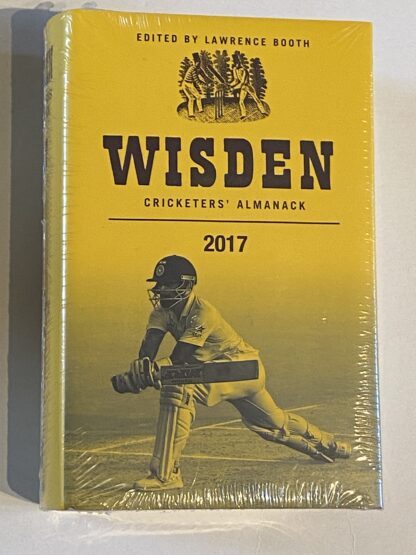 EDITED BY LAWRENCE BOOTH
WISDEN
CRICKETERS' ALMANACK
2017